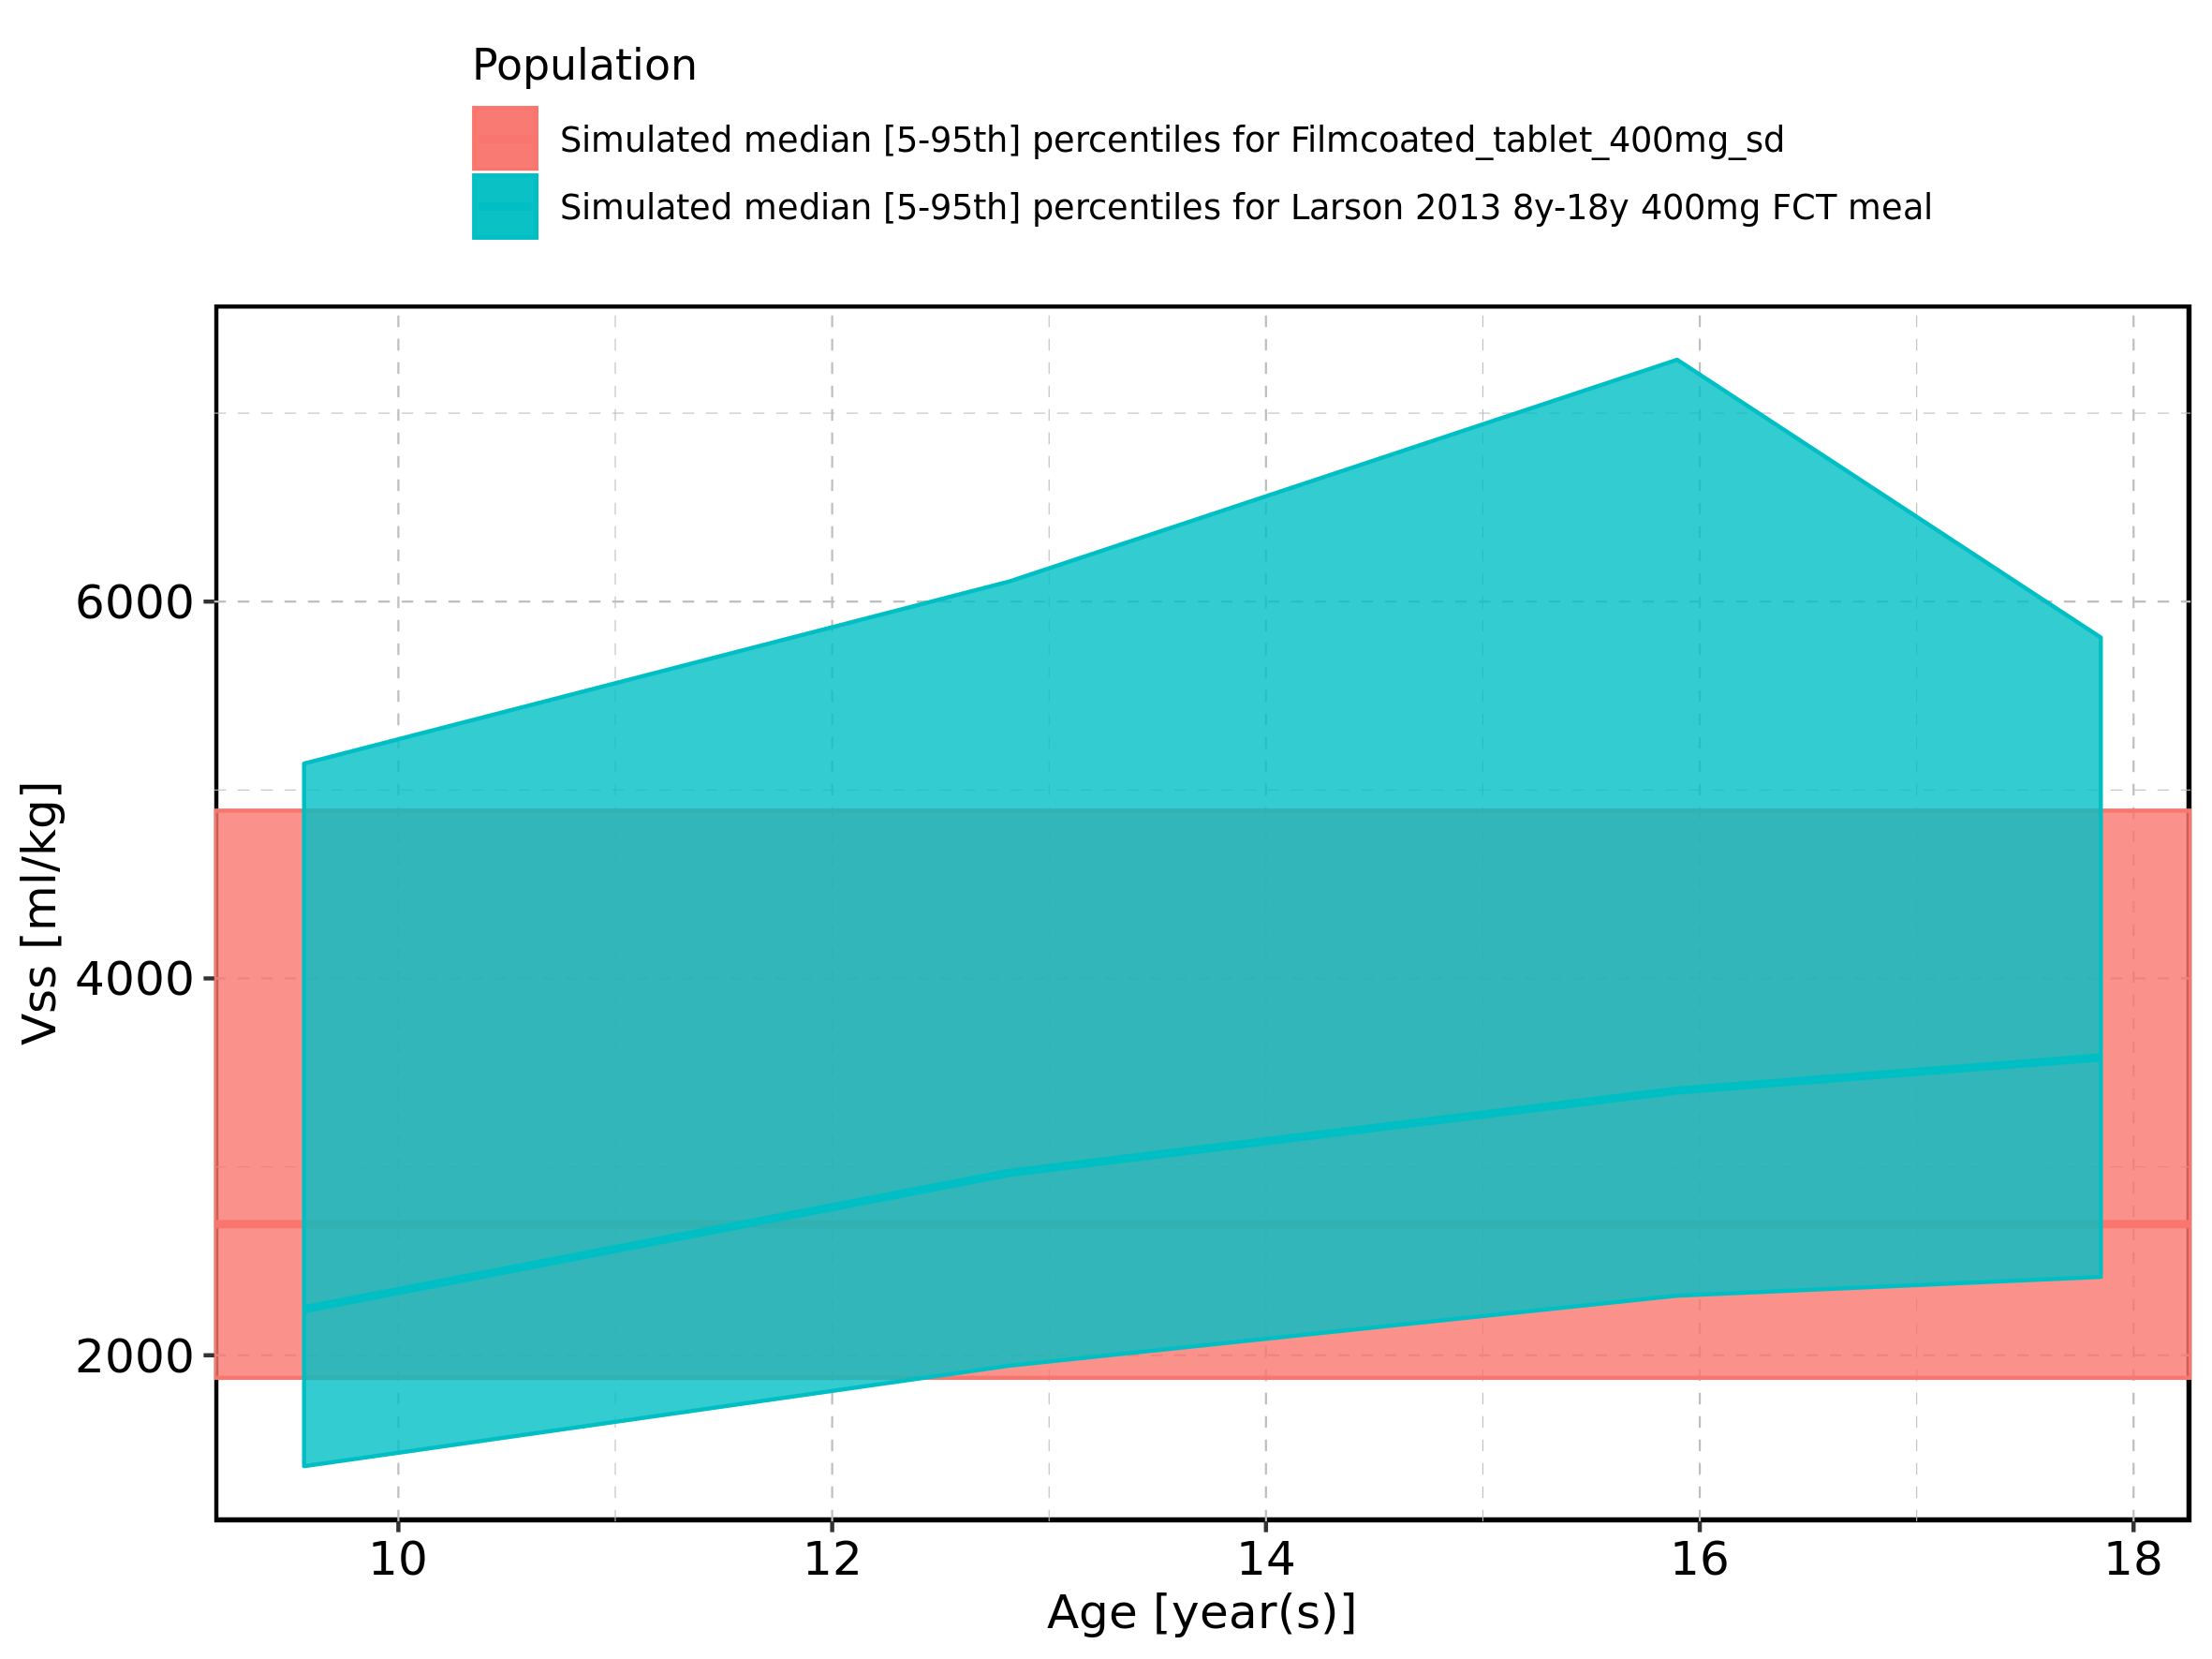 Population
Simulated median [5-95th] percentiles for Filmcoated_tablet_400mg_sd
Simulated median [5-95th] percentiles for Larson 2013 8y-18y 400mg FCT meal
Vss [ml/kg]
6000
4000
2000
10 12 14 16 18
Age [year(s)]